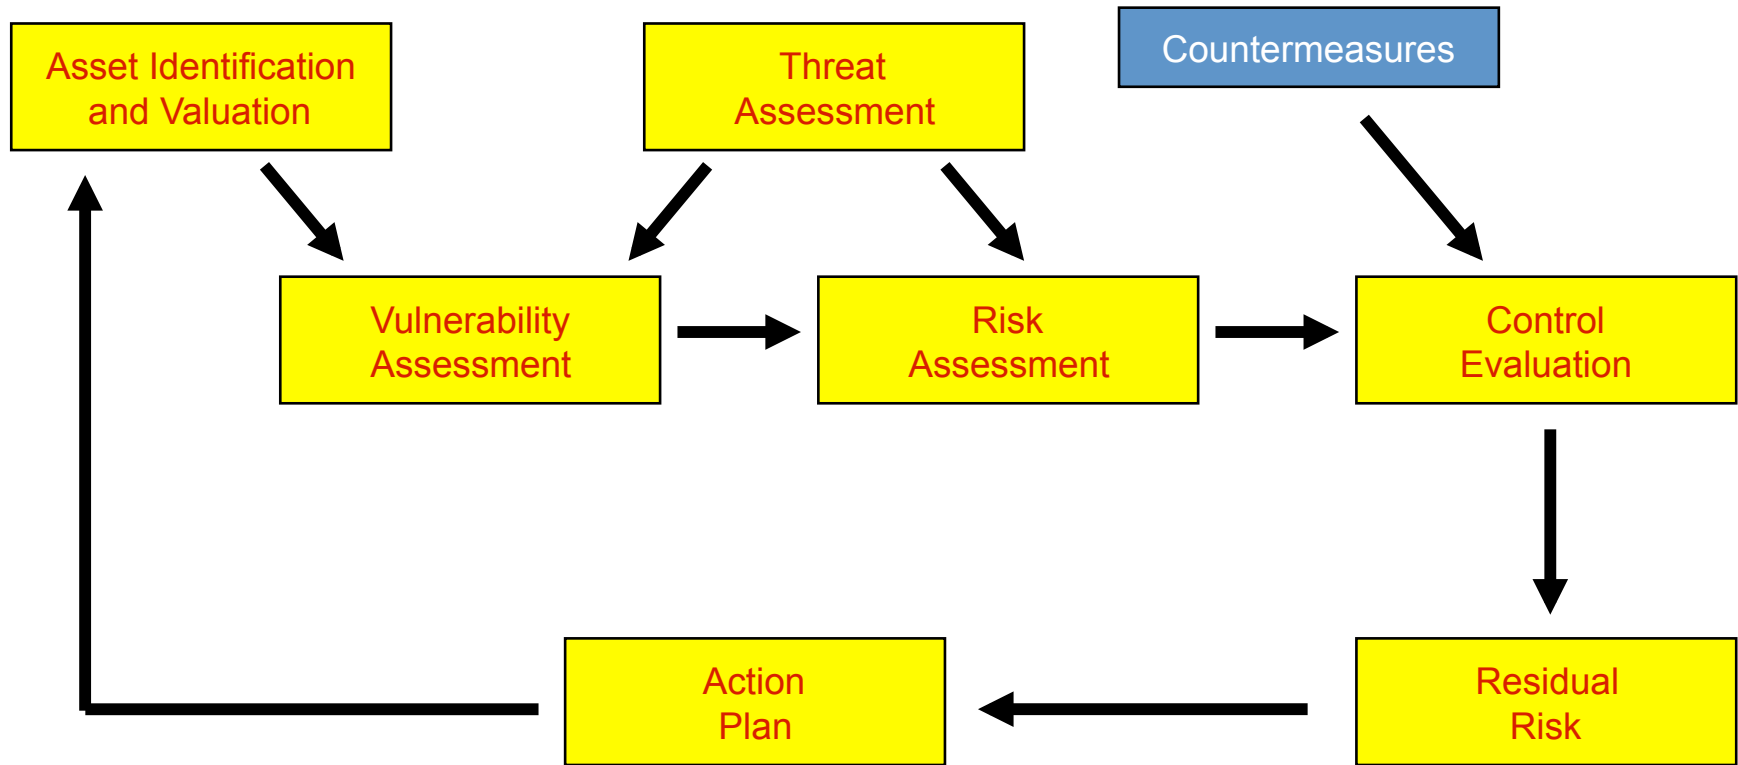 Asset Identification
and Valuation
Threat
Assessment
Countermeasures
Vulnerability
Assessment
Risk
Assessment
Control
Evaluation
Action
Plan
Residual
Risk